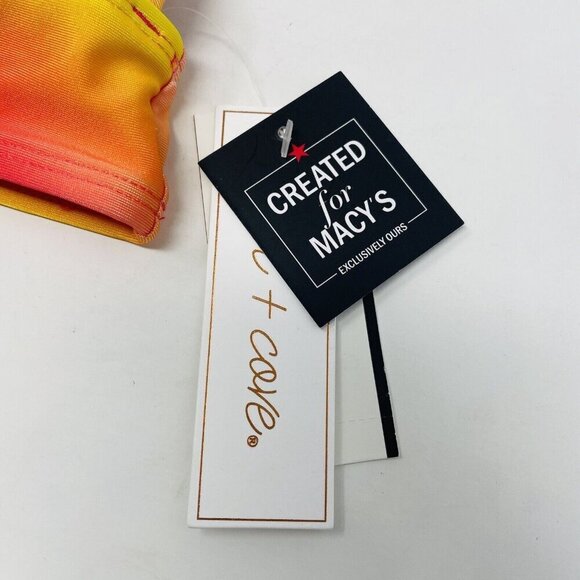 CREATED
for
MACY'S
EXCLUSIVELY OURS
+ cove®